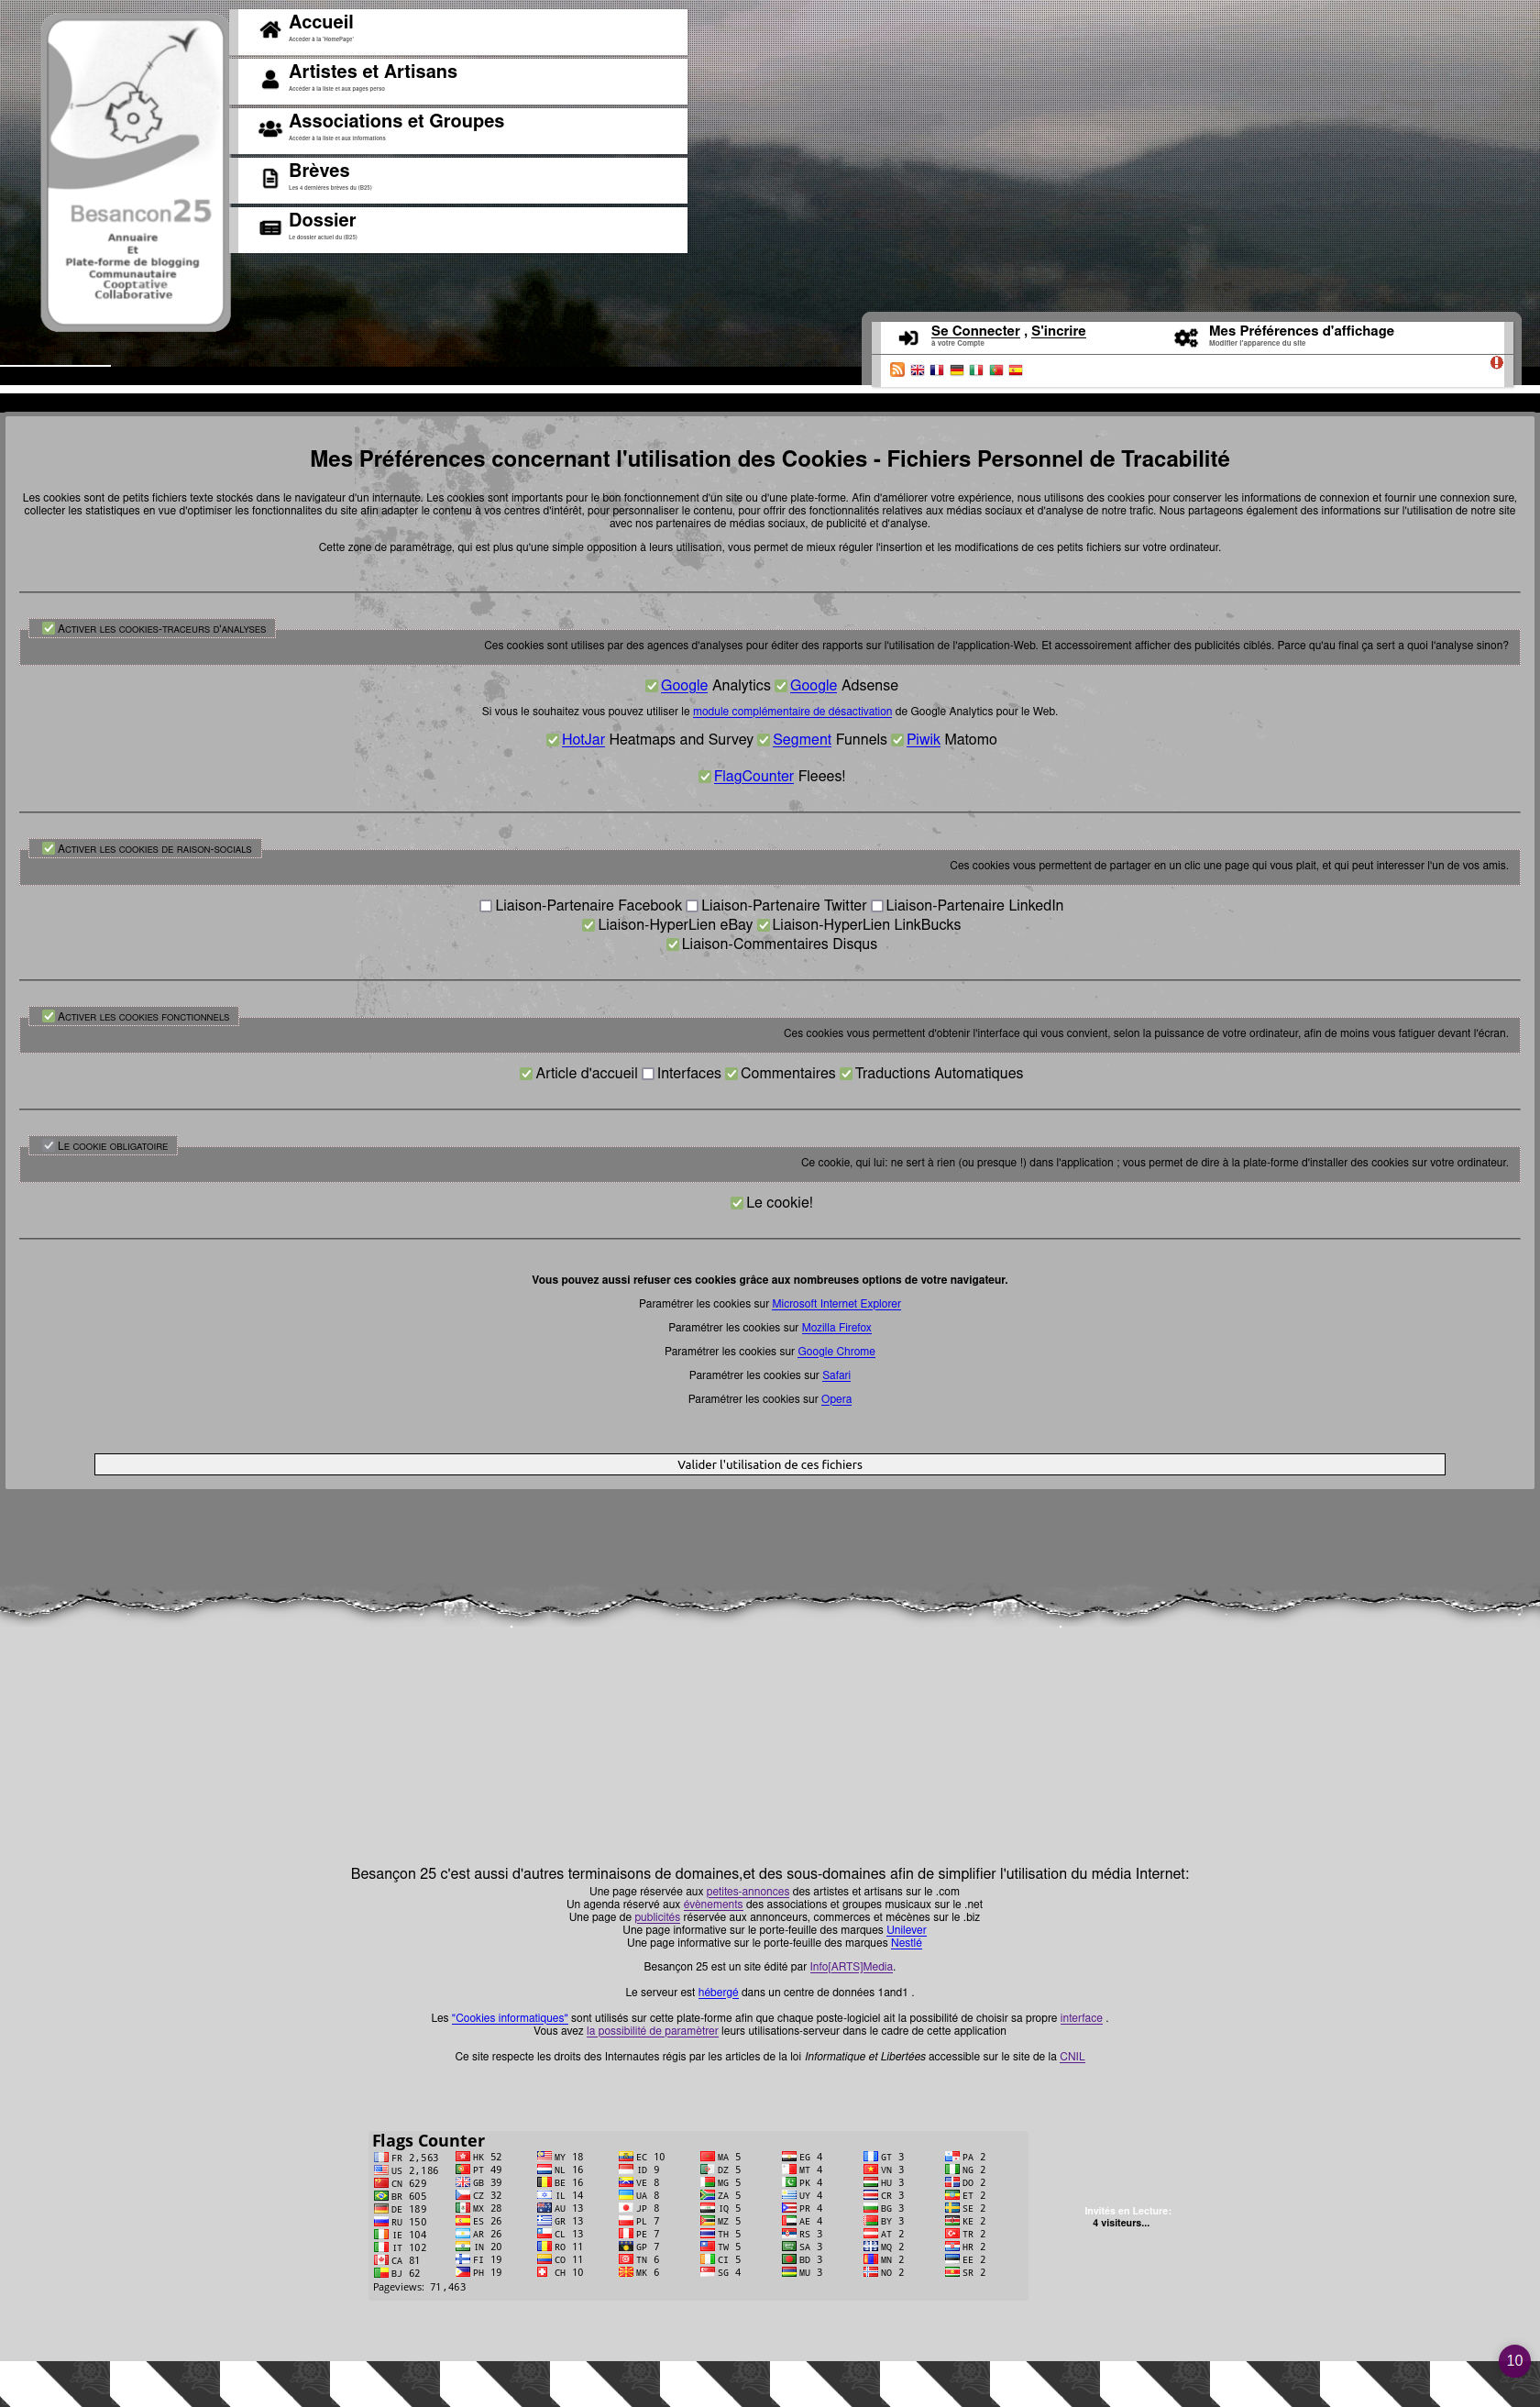 Besancon25
Annuaire
Et
Plate-forme de blogging
Communautaire
Cooptative
Collaborative
Accueil
Accéder à la 'HomePage'
Artistes et Artisans
Accéder à la liste et aux pages perso
Associations et Groupes
Accéder à la liste et aux informations
Brèves
Les 4 dernières brèves du (B25)
Dossier
Le dossier actuel du (B25)
Se Connecter , S'incrire
à votre Compte
Mes Préférences d'affichage
Modifier l'apparence du site
Mes Préférences concernant l'utilisation des Cookies - Fichiers Personnel de Tracabilité
Les cookies sont de petits fichiers texte stockés dans le navigateur d'un internaute. Les cookies sont importants pour le bon fonctionnement d'un site ou d'une plate-forme. Afin d'améliorer votre expérience, nous utilisons des cookies pour conserver les informations de connexion et fournir une connexion sure,
collecter les statistiques en vue d'optimiser les fonctionnalites du site afin adapter le contenu à vos centres d'intérêt, pour personnaliser le contenu, pour offrir des fonctionnalités relatives aux médias sociaux et d'analyse de notre trafic. Nous partageons également des informations sur l'utilisation de notre site
avec nos partenaires de médias sociaux, de publicité et d'analyse.
Cette zone de paramétrage, qui est plus qu'une simple opposition à leurs utilisation, vous permet de mieux réguler l'insertion et les modifications de ces petits fichiers sur votre ordinateur.
Activer les cookies-traceurs d'analyses
Ces cookies sont utilises par des agences d'analyses pour éditer des rapports sur l'utilisation de l'application-Web. Et accessoirement afficher des publicités ciblés. Parce qu'au final ça sert a quoi l'analyse sinon?
Google Analytics Google Adsense
Si vous le souhaitez vous pouvez utiliser le module complémentaire de désactivation de Google Analytics pour le Web.
HotJar Heatmaps and Survey Segment Funnels Piwik Matomo
FlagCounter Fleees!
Activer les cookies de raison-socials
Ces cookies vous permettent de partager en un clic une page qui vous plait, et qui peut interesser l'un de vos amis.
Liaison-Partenaire Facebook Liaison-Partenaire Twitter Liaison-Partenaire LinkedIn
Liaison-HyperLien eBay Liaison-HyperLien LinkBucks
Liaison-Commentaires Disqus
Activer les cookies fonctionnels
Ces cookies vous permettent d'obtenir l'interface qui vous convient, selon la puissance de votre ordinateur, afin de moins vous fatiguer devant l'écran.
Article d'accueil Interfaces Commentaires Traductions Automatiques
Le cookie obligatoire
Ce cookie, qui lui: ne sert à rien (ou presque !) dans l'application ; vous permet de dire à la plate-forme d'installer des cookies sur votre ordinateur.
Le cookie!
Vous pouvez aussi refuser ces cookies grâce aux nombreuses options de votre navigateur.
Paramétrer les cookies sur Microsoft Internet Explorer
Paramétrer les cookies sur Mozilla Firefox
Paramétrer les cookies sur Google Chrome
Paramétrer les cookies sur Safari
Paramétrer les cookies sur Opera
Valider l'utilisation de ces fichiers
Besançon 25 c'est aussi d'autres terminaisons de domaines,et des sous-domaines afin de simplifier l'utilisation du média Internet:
Une page réservée aux petites-annonces des artistes et artisans sur le .com
Un agenda réservé aux évènements des associations et groupes musicaux sur le .net
Une page de publicités réservée aux annonceurs, commerces et mécènes sur le .biz
Une page informative sur le porte-feuille des marques Unilever
Une page informative sur le porte-feuille des marques Nestlé
Besançon 25 est un site édité par Info[ARTS]Media.
Le serveur est hébergé dans un centre de données 1and1 .
Les "Cookies informatiques" sont utilisés sur cette plate-forme afin que chaque poste-logiciel ait la possibilité de choisir sa propre interface .
Vous avez la possibilité de paramètrer leurs utilisations-serveur dans le cadre de cette application
Ce site respecte les droits des Internautes régis par les articles de la loi Informatique et Libertées accessible sur le site de la CNIL
Flags Counter
FR 2,563 HK 52 MY 18 EC 10 MA 5 EG 4 GT 3 PA 2
US 2,186 PT 49 NL 16 ID 9 DZ 5 MT 4 VN 3 NG 2
CN 629 GB 39 BE 16 VE 8 MG 5 PK 4 HU 3 DO 2
BR 605 CZ 32 IL 14 UA 8 ZA 5 UY 4 CR 3 ET 2
DE 189 MX 28 AU 13 JP 8 IQ 5 PR 4 BG 3 SE 2
RU 150 ES 26 GR 13 PL 7 MZ 5 AE 4 BY 3 KE 2
IE 104 AR 26 CL 13 PE 7 TH 5 RS 3 AT 2 TR 2
IT 102 IN 20 RO 11 GP 7 TW 5 SA 3 MQ 2 HR 2
CA 81 FI 19 CO 11 TN 6 CI 5 BD 3 MN 2 EE 2
BJ 62 PH 19 CH 10 MK 6 SG 4 MU 3 NO 2 SR 2
Pageviews: 71,463
Invités en Lecture:
4 visiteurs...
10